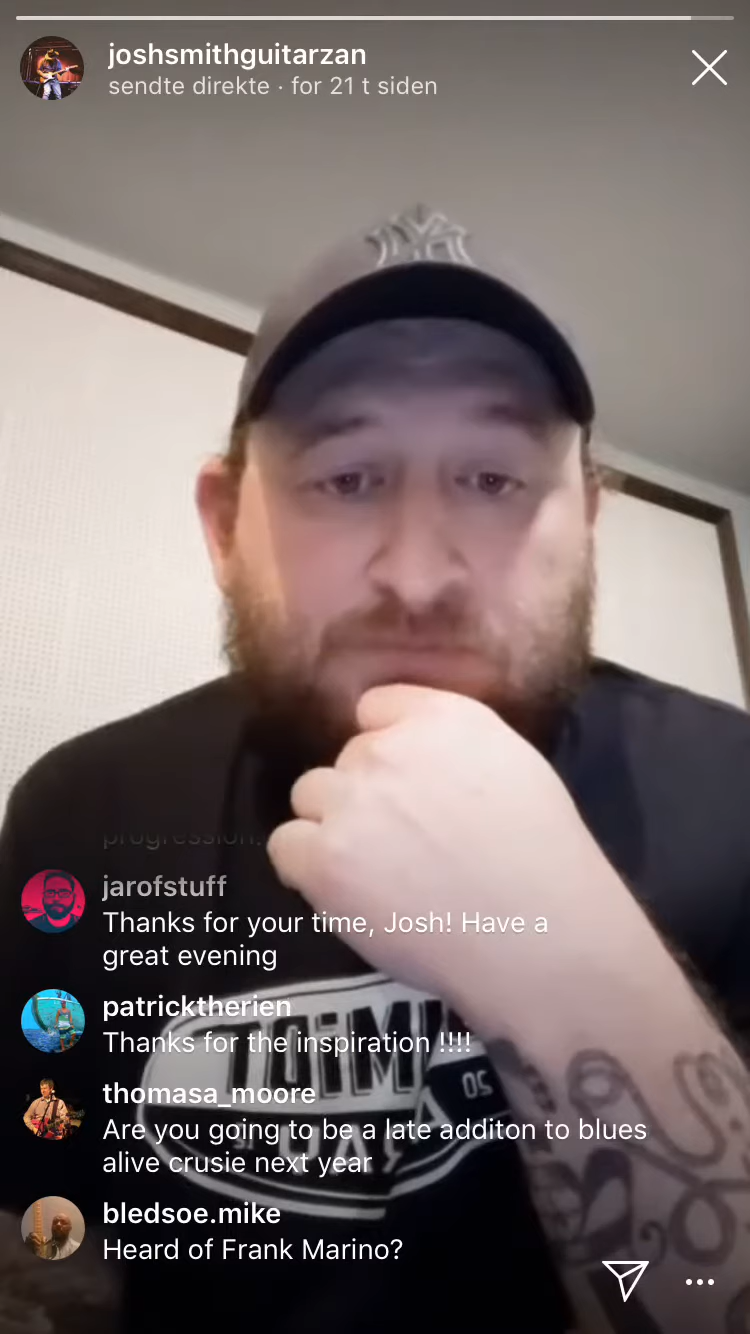 joshsmithguitarzan
sendte direkte · for 21 t siden
NY
progression!
jarofstuff
Thanks for your time, Josh! Have a
great evening
patricktherien
Thanks for the inspiration !!!!
thomasa_moore
Are you going to be a late additon to blues
alive crusie next year
bledsoe.mike
Heard of Frank Marino?